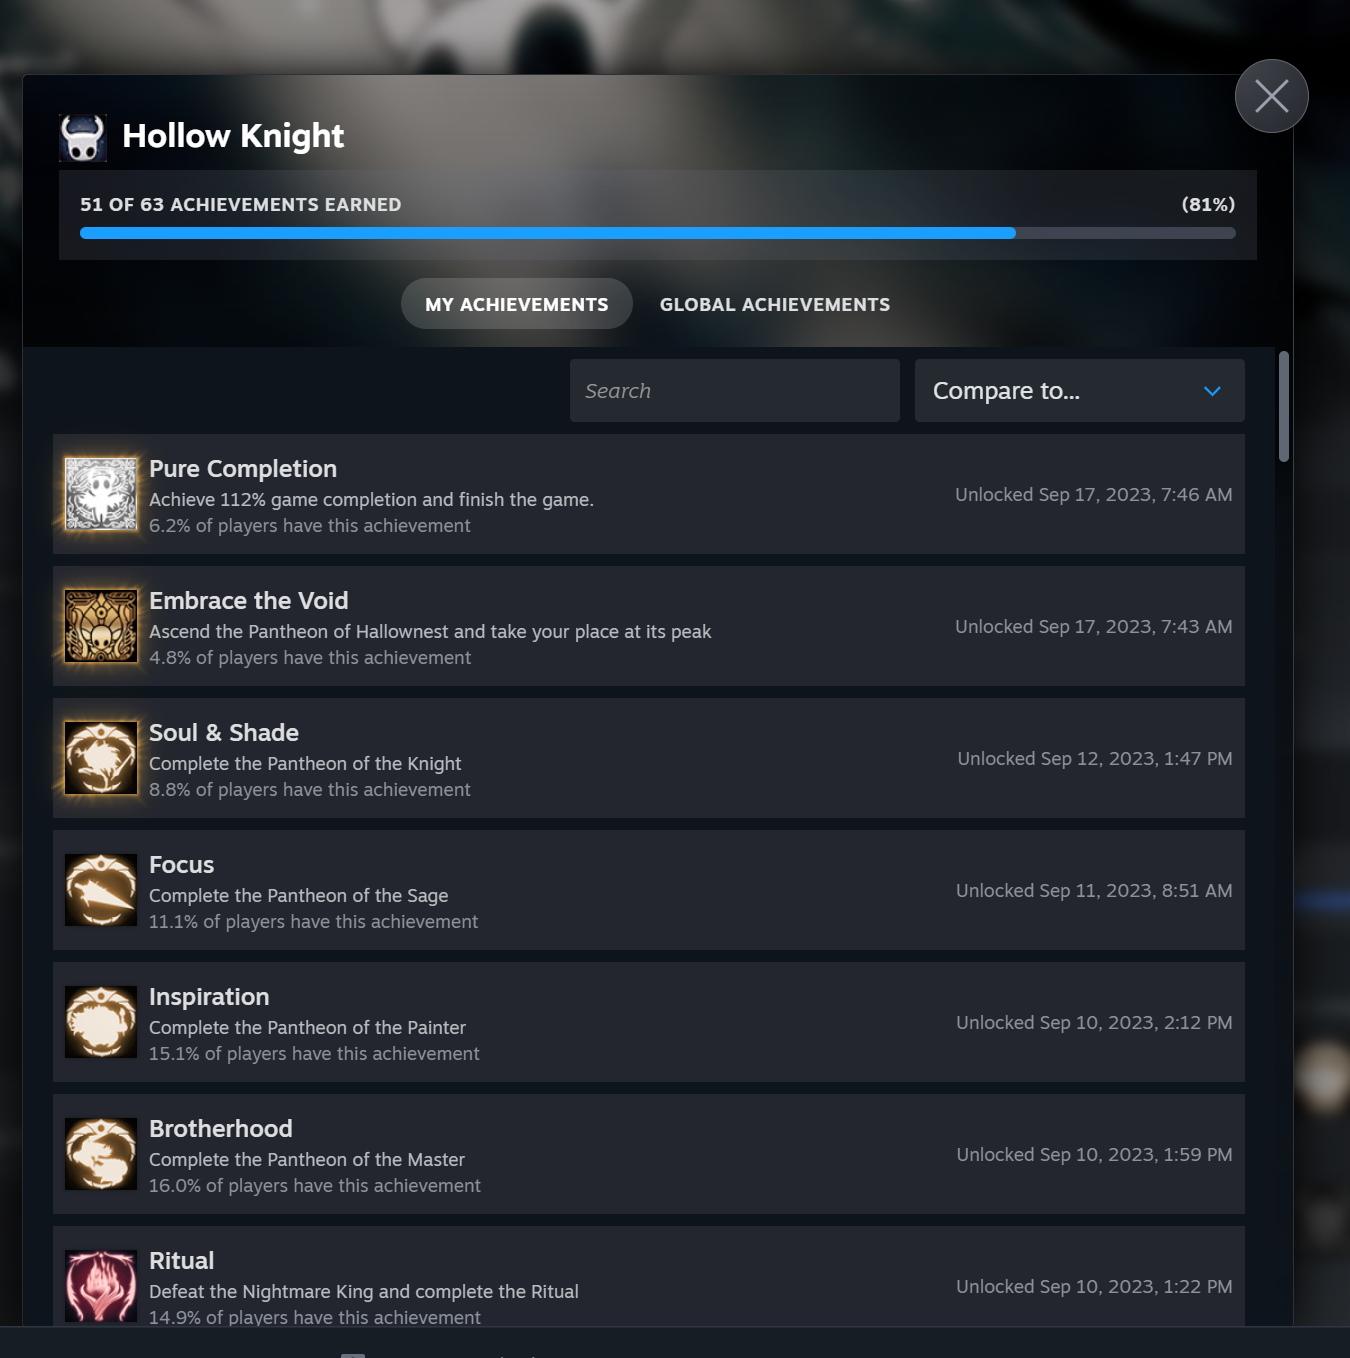 Hollow Knight
51 OF 63 ACHIEVEMENTS EARNED
(81%)
MY ACHIEVEMENTS
GLOBAL ACHIEVEMENTS
Search
Compare to...
Pure Completion
Achieve 112% game completion and finish the game.
6.2% of players have this achievement
Unlocked Sep 17, 2023, 7:46 AM
Embrace the Void
Ascend the Pantheon of Hallownest and take your place at its peak
4.8% of players have this achievement
Unlocked Sep 17, 2023, 7:43 AM
Soul & Shade
Complete the Pantheon of the Knight
8.8% of players have this achievement
Unlocked Sep 12, 2023, 1:47 PM
Focus
Complete the Pantheon of the Sage
11.1% of players have this achievement
Unlocked Sep 11, 2023, 8:51 AM
Inspiration
Complete the Pantheon of the Painter
15.1% of players have this achievement
Unlocked Sep 10, 2023, 2:12 PM
Brotherhood
Complete the Pantheon of the Master
16.0% of players have this achievement
Unlocked Sep 10, 2023, 1:59 PM
Ritual
Defeat the Nightmare King and complete the Ritual
14.9% of players have this achievement
Unlocked Sep 10, 2023, 1:22 PM